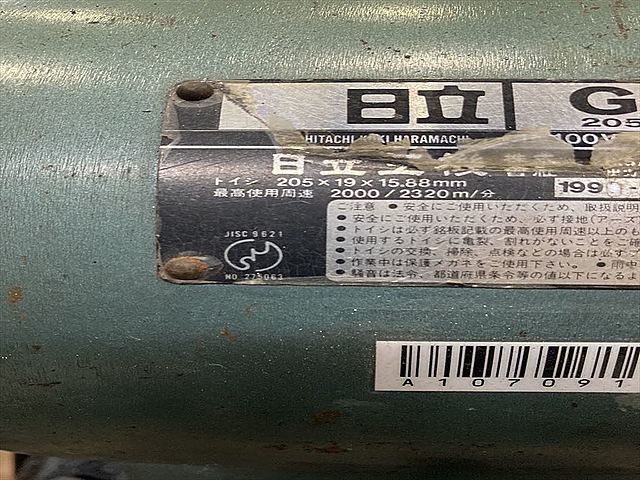 日立
G
205
HITACHI KOKI HARAMACHI
100V
日立工機
トイシ 205×19×15.88mm
最高使用周速 2000/2320m/分
199
ご注意 ●安全にご使用いただくため、取扱説明
●安全にご使用いただくため、必ず接地(アー
●トイシは必ず銘板記載の最高使用周速以上のも
●使用するトイシに亀裂、割れがないことをご確
●トイシの交換、掃除、点検などの場合は必ず
●作業中は保護メガネをご使用下さい。 ●雨中
●騒音は法令、都道府県条令等の値以下になるよ
JISC 9621
NO.275063
A107091